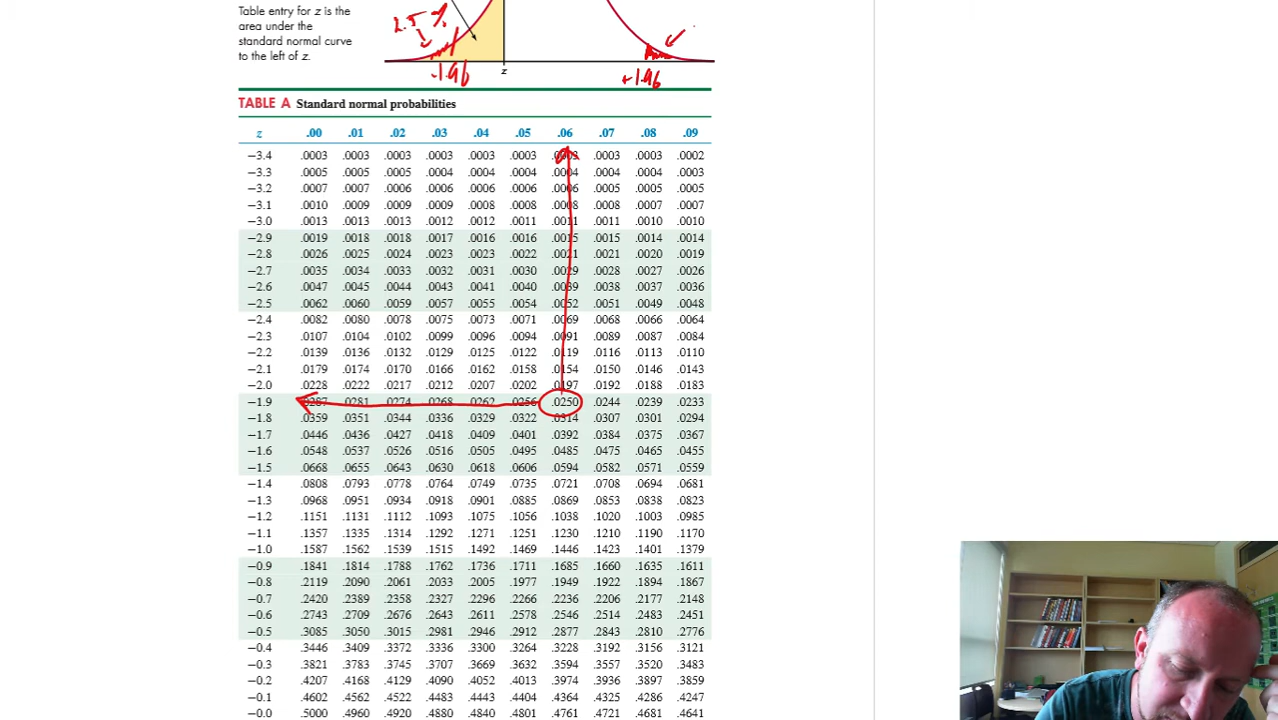 Table entry for z is the
area under the
standard normal curve
to the left of z.
2.5 %
-1.96
z
+1.96
TABLE A Standard normal probabilities
z .00 .01 .02 .03 .04 .05 .06 .07 .08 .09
−3.4 .0003 .0003 .0003 .0003 .0003 .0003 .0003 .0003 .0003 .0002
−3.3 .0005 .0005 .0005 .0004 .0004 .0004 .0004 .0004 .0004 .0003
−3.2 .0007 .0007 .0006 .0006 .0006 .0006 .0006 .0005 .0005 .0005
−3.1 .0010 .0009 .0009 .0009 .0008 .0008 .0008 .0008 .0007 .0007
−3.0 .0013 .0013 .0013 .0012 .0012 .0011 .0011 .0011 .0010 .0010
−2.9 .0019 .0018 .0018 .0017 .0016 .0016 .0015 .0015 .0014 .0014
−2.8 .0026 .0025 .0024 .0023 .0023 .0022 .0021 .0021 .0020 .0019
−2.7 .0035 .0034 .0033 .0032 .0031 .0030 .0029 .0028 .0027 .0026
−2.6 .0047 .0045 .0044 .0043 .0041 .0040 .0039 .0038 .0037 .0036
−2.5 .0062 .0060 .0059 .0057 .0055 .0054 .0052 .0051 .0049 .0048
−2.4 .0082 .0080 .0078 .0075 .0073 .0071 .0069 .0068 .0066 .0064
−2.3 .0107 .0104 .0102 .0099 .0096 .0094 .0091 .0089 .0087 .0084
−2.2 .0139 .0136 .0132 .0129 .0125 .0122 .0119 .0116 .0113 .0110
−2.1 .0179 .0174 .0170 .0166 .0162 .0158 .0154 .0150 .0146 .0143
−2.0 .0228 .0222 .0217 .0212 .0207 .0202 .0197 .0192 .0188 .0183
−1.9 .0287 .0281 .0274 .0268 .0262 .0256 .0250 .0244 .0239 .0233
−1.8 .0359 .0351 .0344 .0336 .0329 .0322 .0314 .0307 .0301 .0294
−1.7 .0446 .0436 .0427 .0418 .0409 .0401 .0392 .0384 .0375 .0367
−1.6 .0548 .0537 .0526 .0516 .0505 .0495 .0485 .0475 .0465 .0455
−1.5 .0668 .0655 .0643 .0630 .0618 .0606 .0594 .0582 .0571 .0559
−1.4 .0808 .0793 .0778 .0764 .0749 .0735 .0721 .0708 .0694 .0681
−1.3 .0968 .0951 .0934 .0918 .0901 .0885 .0869 .0853 .0838 .0823
−1.2 .1151 .1131 .1112 .1093 .1075 .1056 .1038 .1020 .1003 .0985
−1.1 .1357 .1335 .1314 .1292 .1271 .1251 .1230 .1210 .1190 .1170
−1.0 .1587 .1562 .1539 .1515 .1492 .1469 .1446 .1423 .1401 .1379
−0.9 .1841 .1814 .1788 .1762 .1736 .1711 .1685 .1660 .1635 .1611
−0.8 .2119 .2090 .2061 .2033 .2005 .1977 .1949 .1922 .1894 .1867
−0.7 .2420 .2389 .2358 .2327 .2296 .2266 .2236 .2206 .2177 .2148
−0.6 .2743 .2709 .2676 .2643 .2611 .2578 .2546 .2514 .2483 .2451
−0.5 .3085 .3050 .3015 .2981 .2946 .2912 .2877 .2843 .2810 .2776
−0.4 .3446 .3409 .3372 .3336 .3300 .3264 .3228 .3192 .3156 .3121
−0.3 .3821 .3783 .3745 .3707 .3669 .3632 .3594 .3557 .3520 .3483
−0.2 .4207 .4168 .4129 .4090 .4052 .4013 .3974 .3936 .3897 .3859
−0.1 .4602 .4562 .4522 .4483 .4443 .4404 .4364 .4325 .4286 .4247
−0.0 .5000 .4960 .4920 .4880 .4840 .4801 .4761 .4721 .4681 .4641